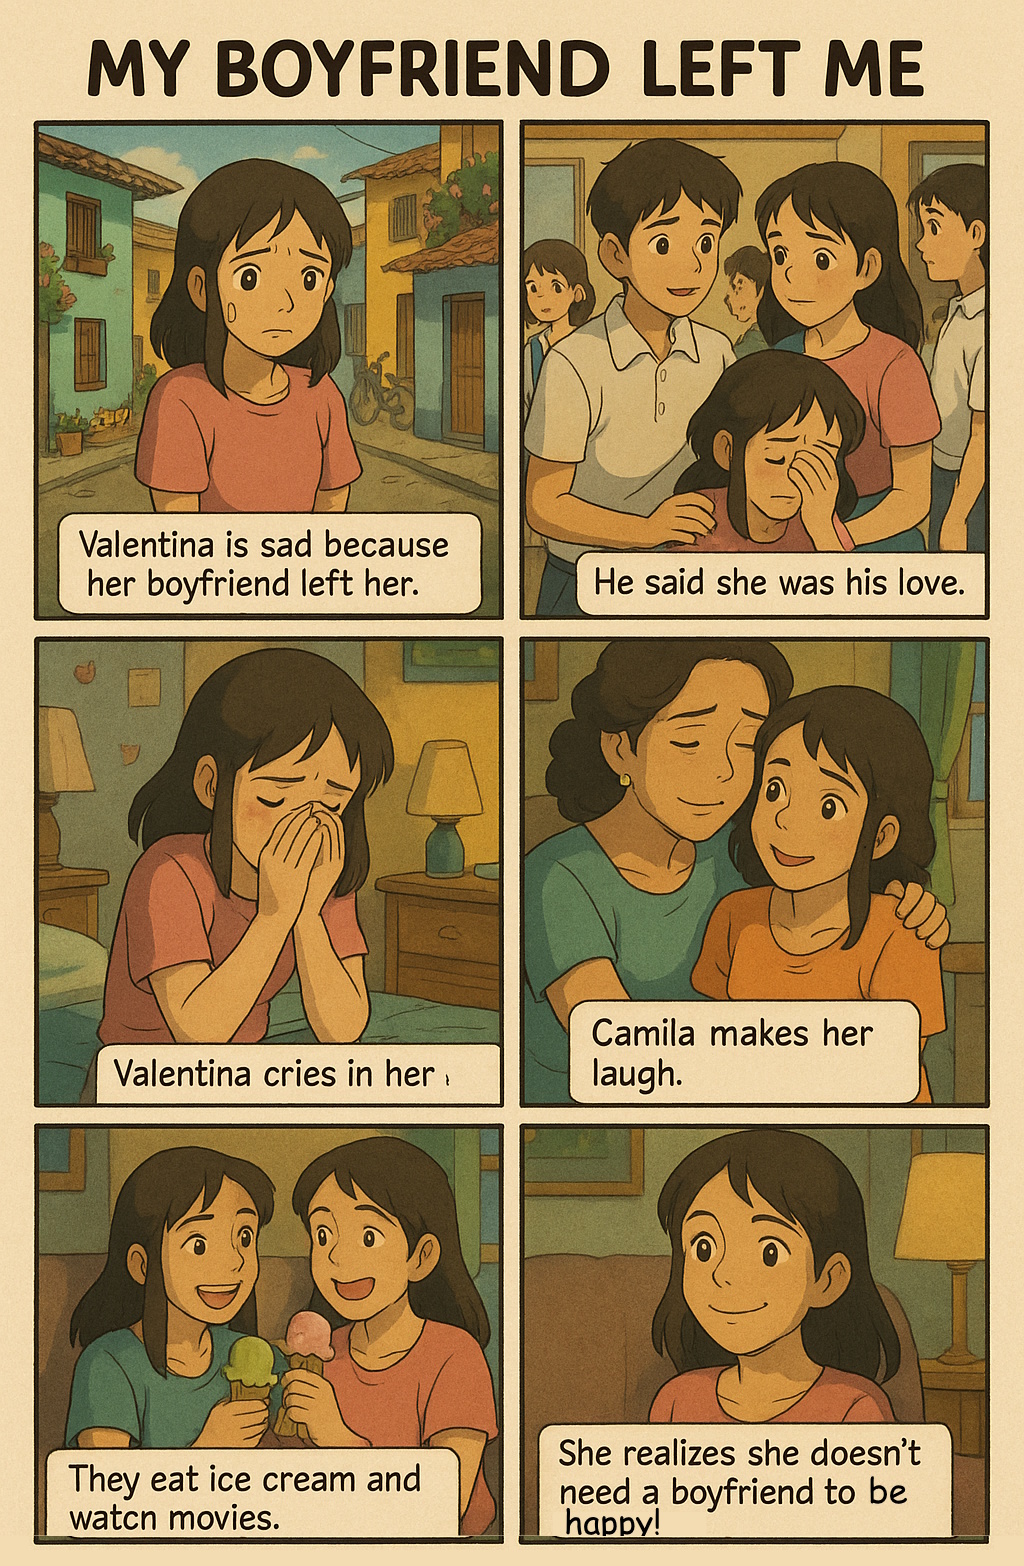 MY BOYFRIEND LEFT ME
Valentina is sad because
her boyfriend left her.
He said she was his love.
Valentina cries in her
Camila makes her
laugh.
They eat ice cream and
watcn movies.
She realizes she doesn't
need a boyfriend to be
happy!